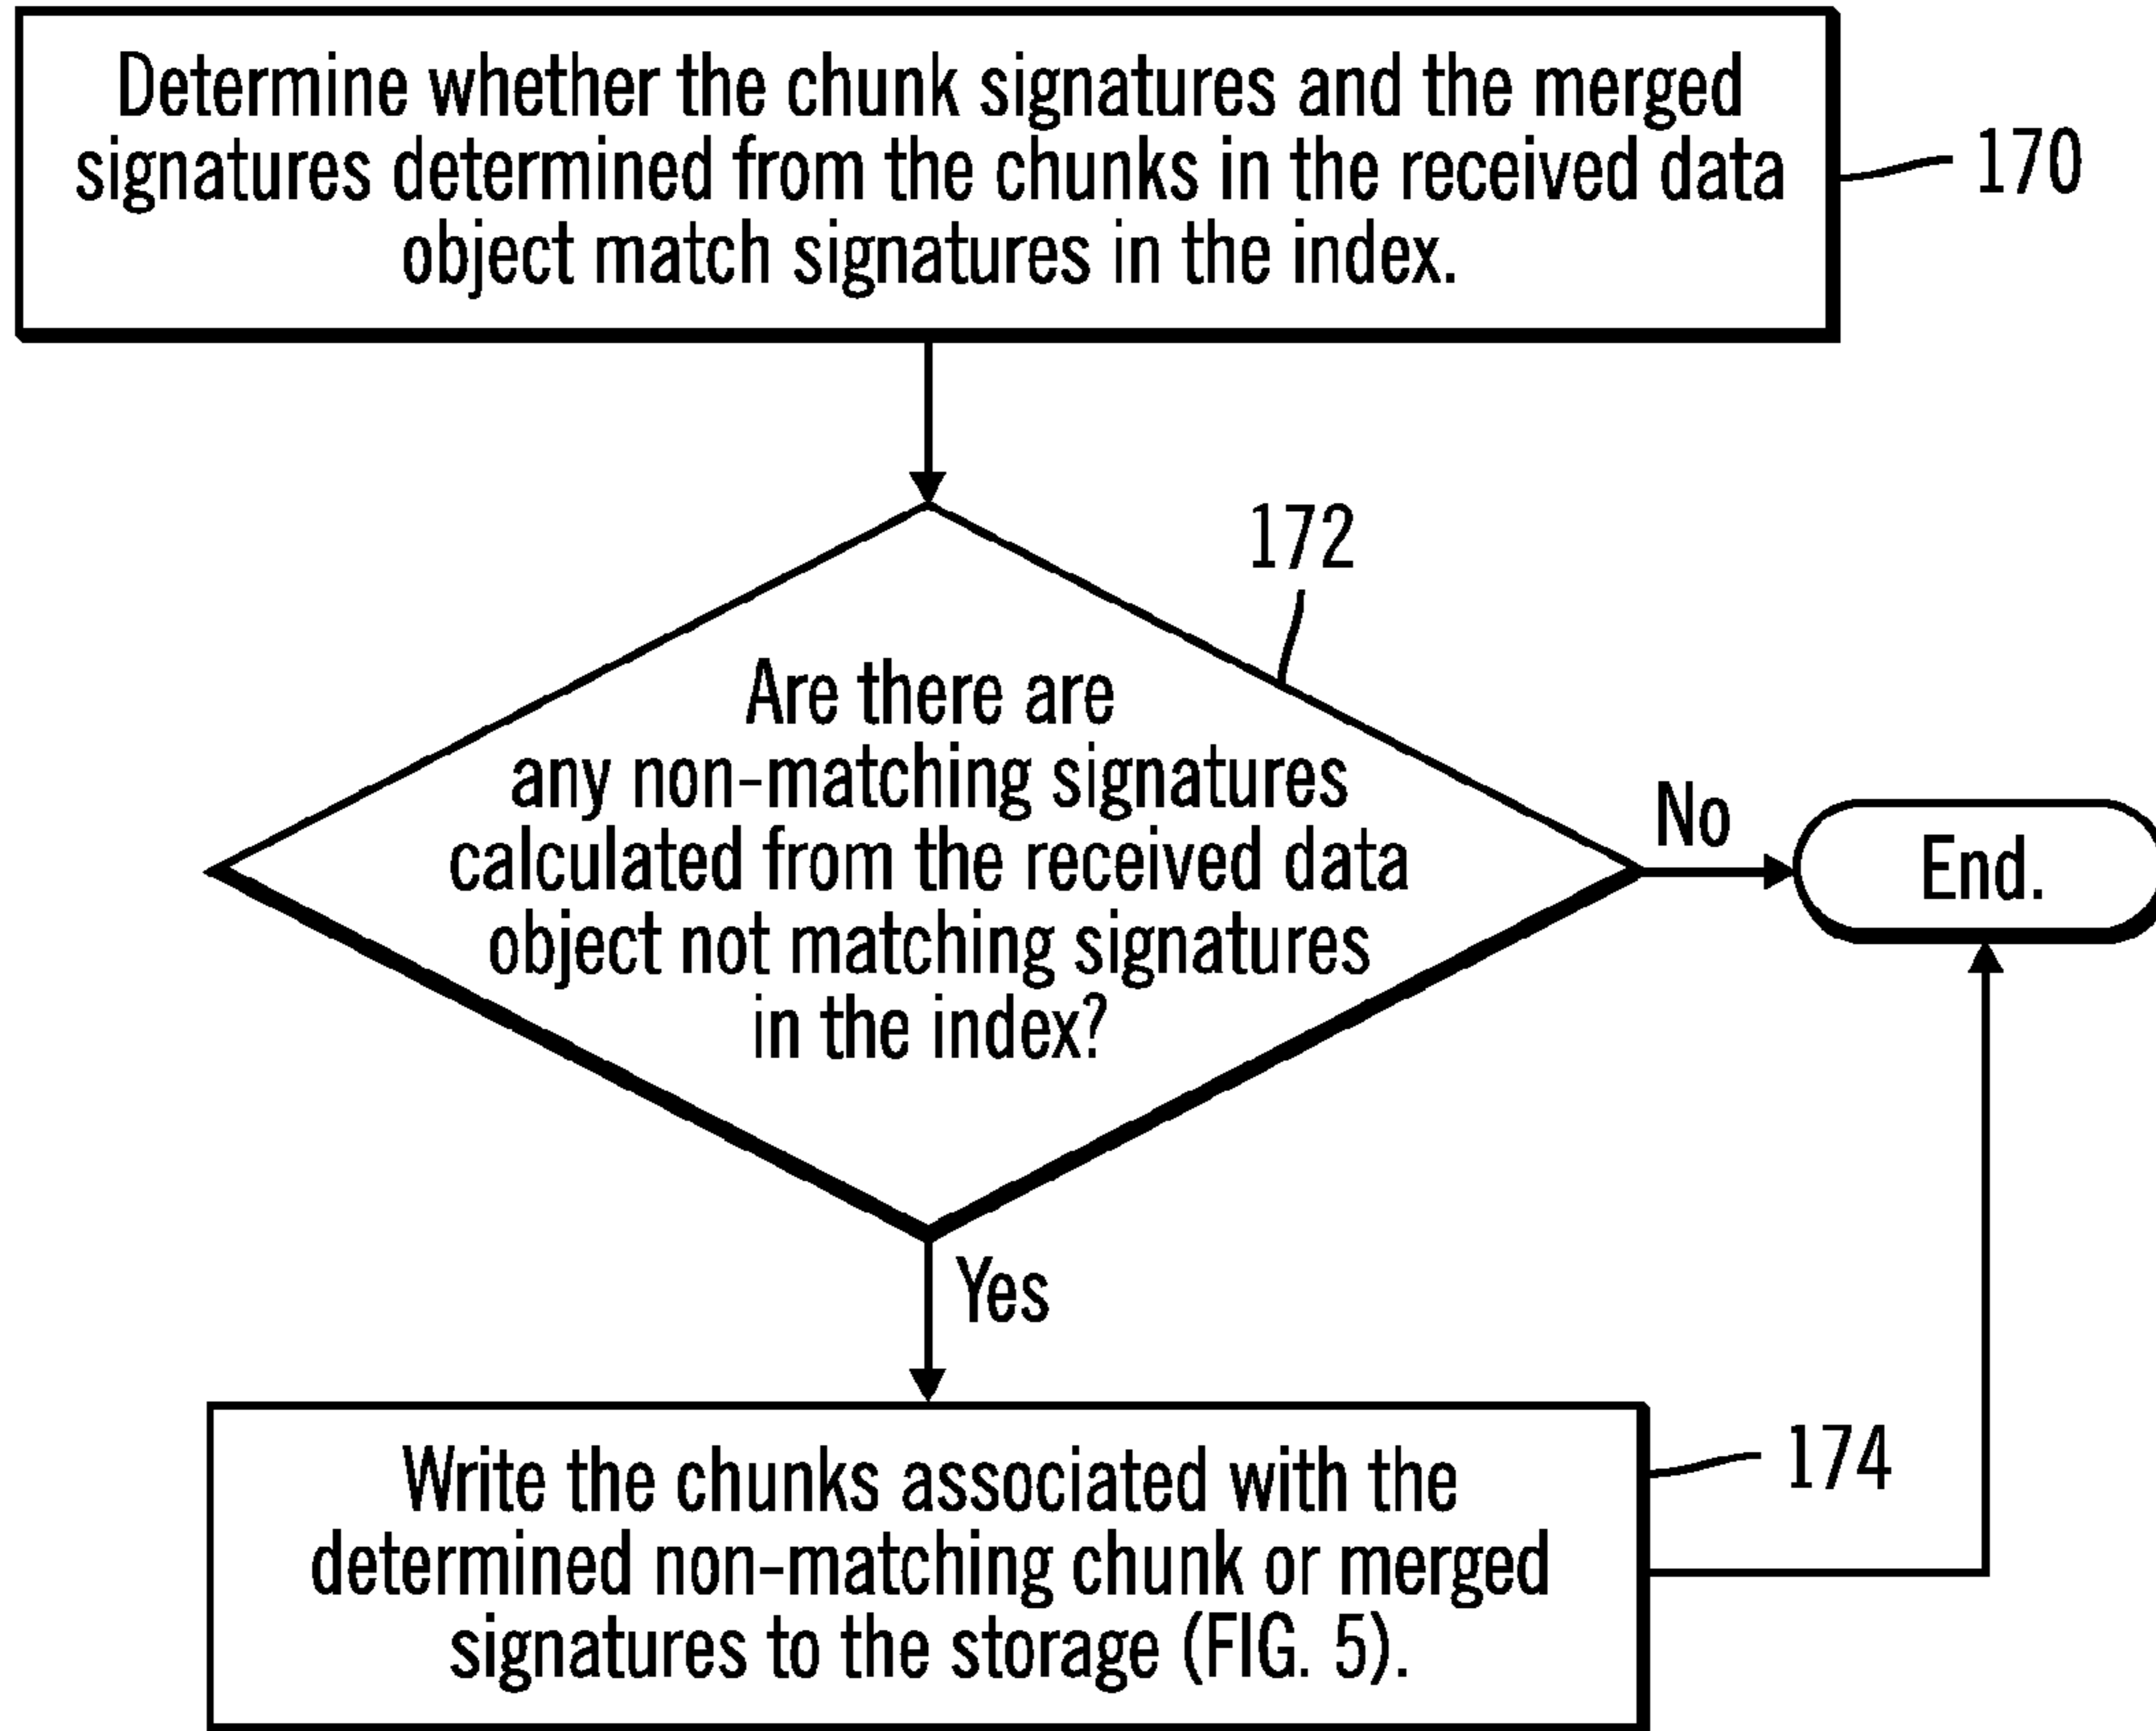 Determine whether the chunk signatures and the merged
signatures determined from the chunks in the received data
object match signatures in the index.
170
172
Are there are
any non-matching signatures
calculated from the received data
object not matching signatures
in the index?
No
End.
Yes
Write the chunks associated with the
determined non-matching chunk or merged
signatures to the storage (FIG. 5).
174